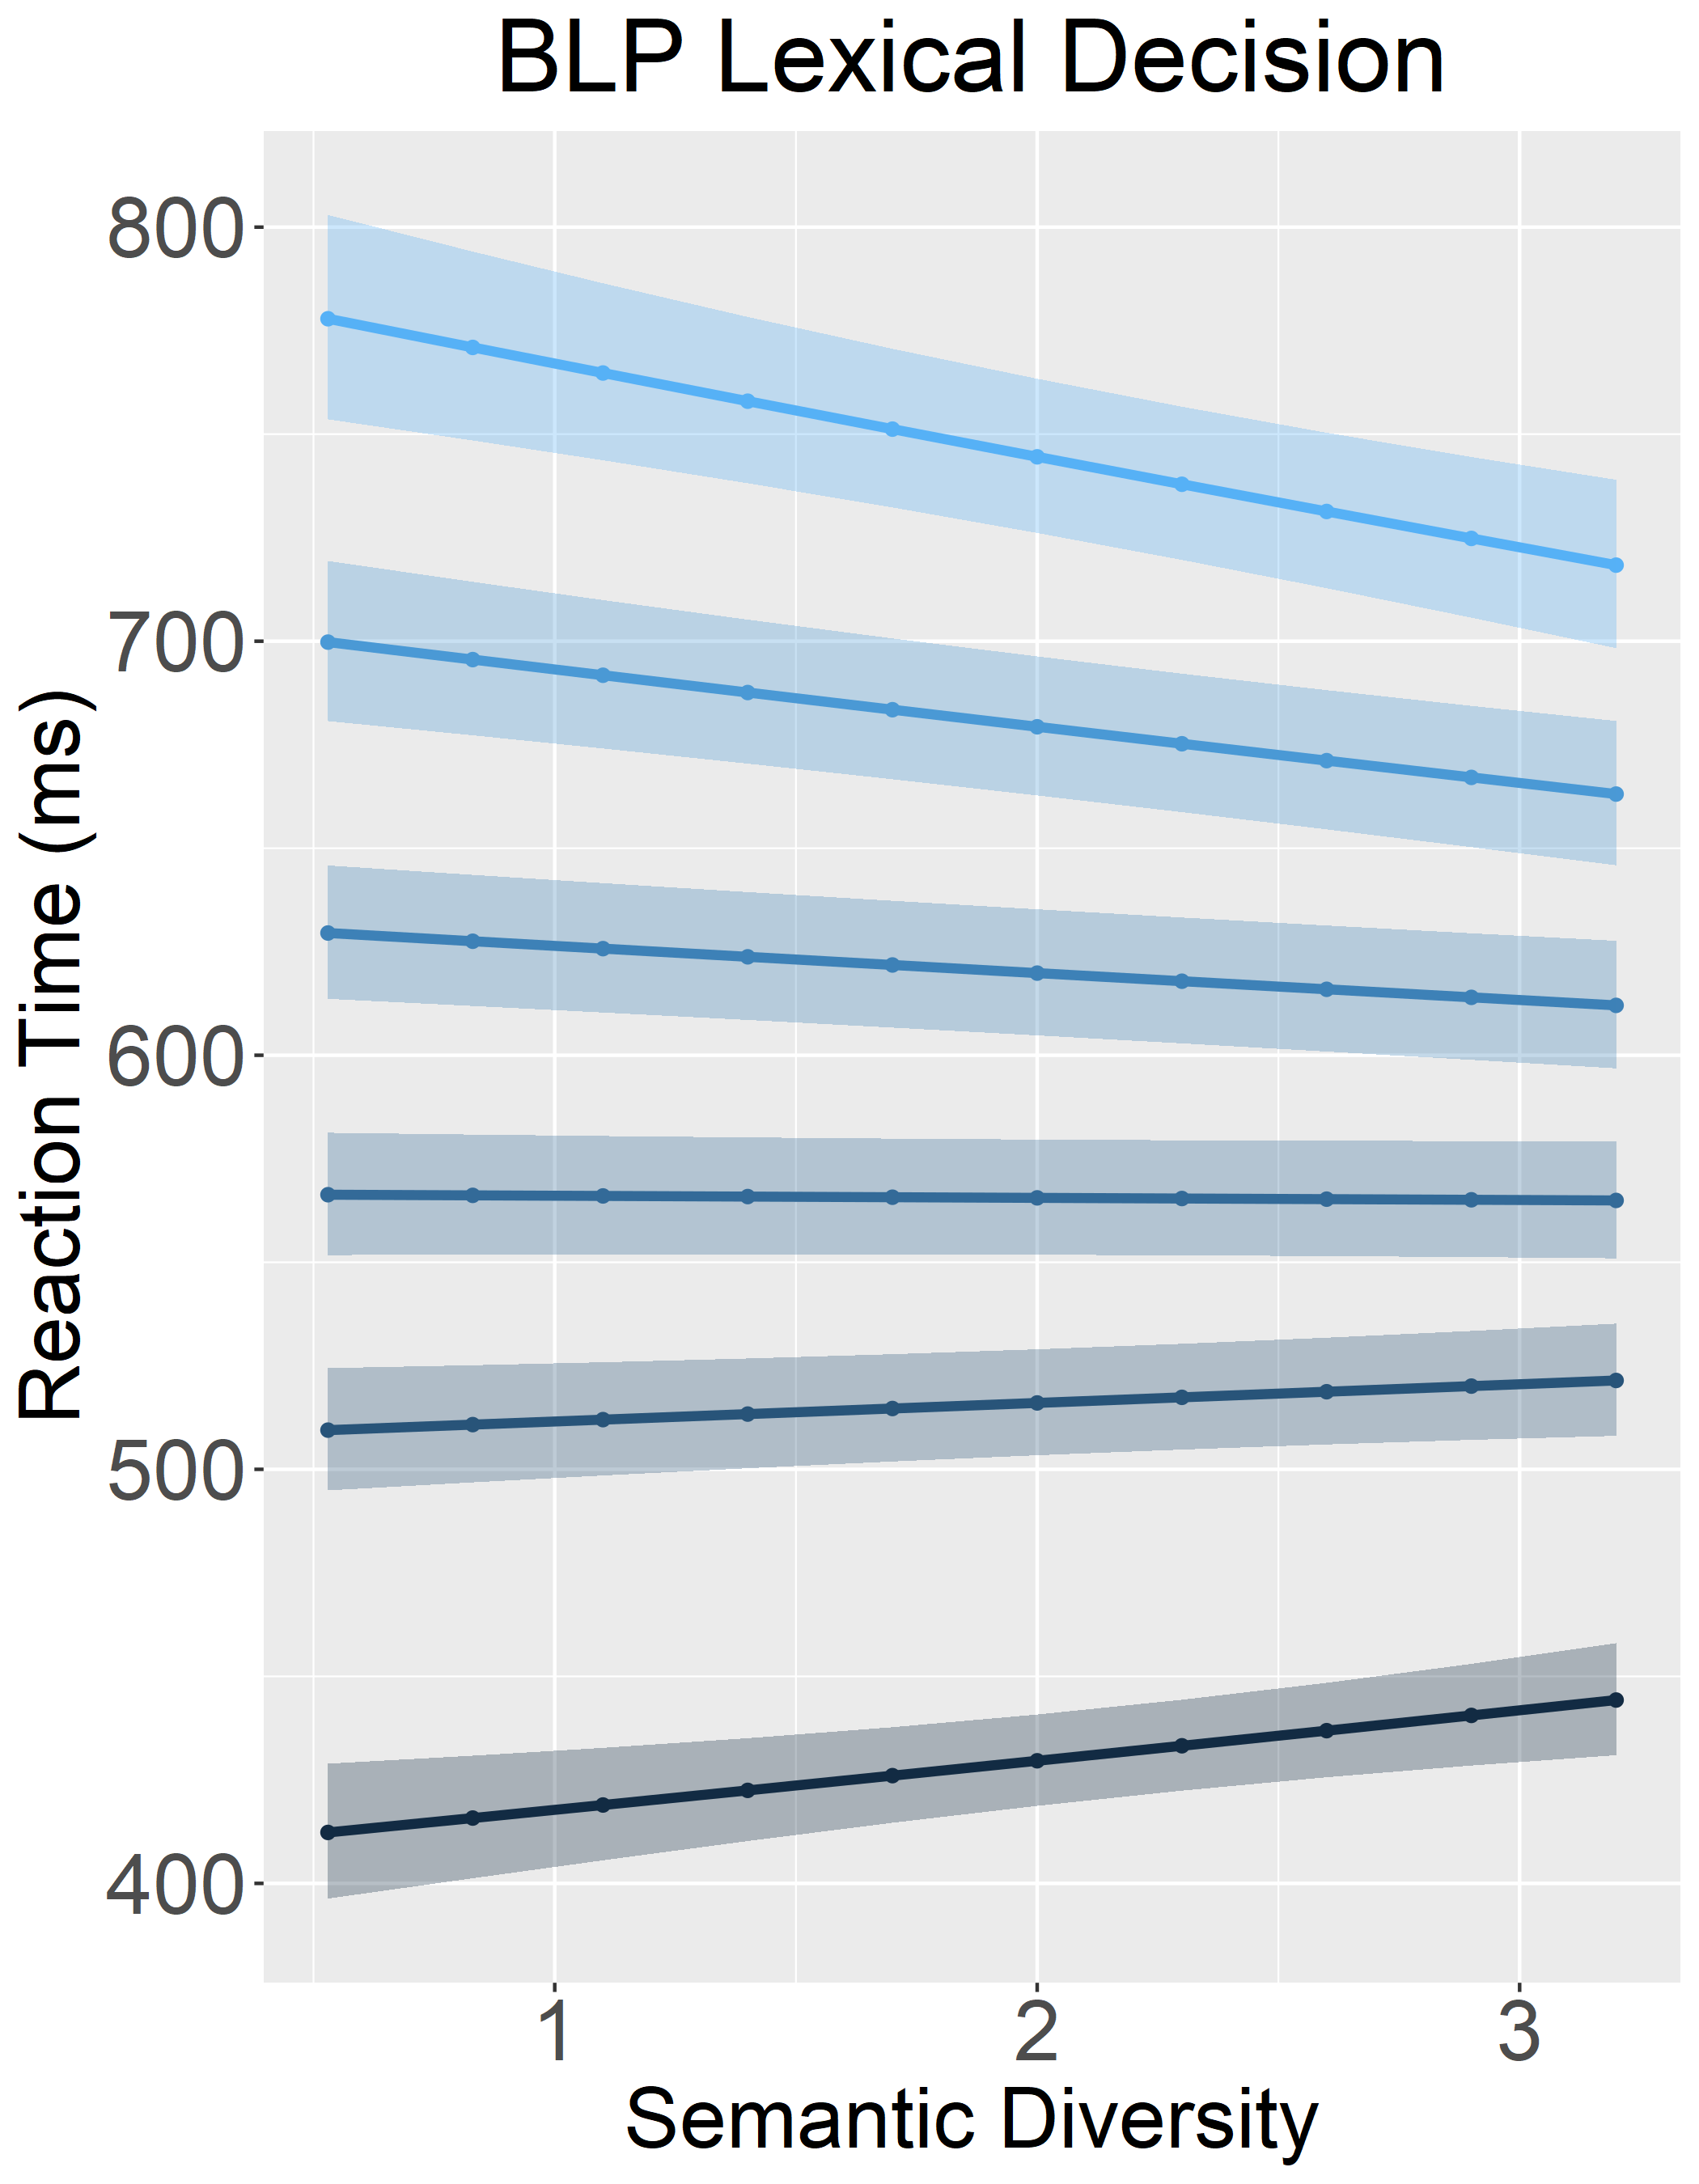 BLP Lexical Decision
Reaction Time (ms)
800
700
600
500
400
1 2 3
Semantic Diversity